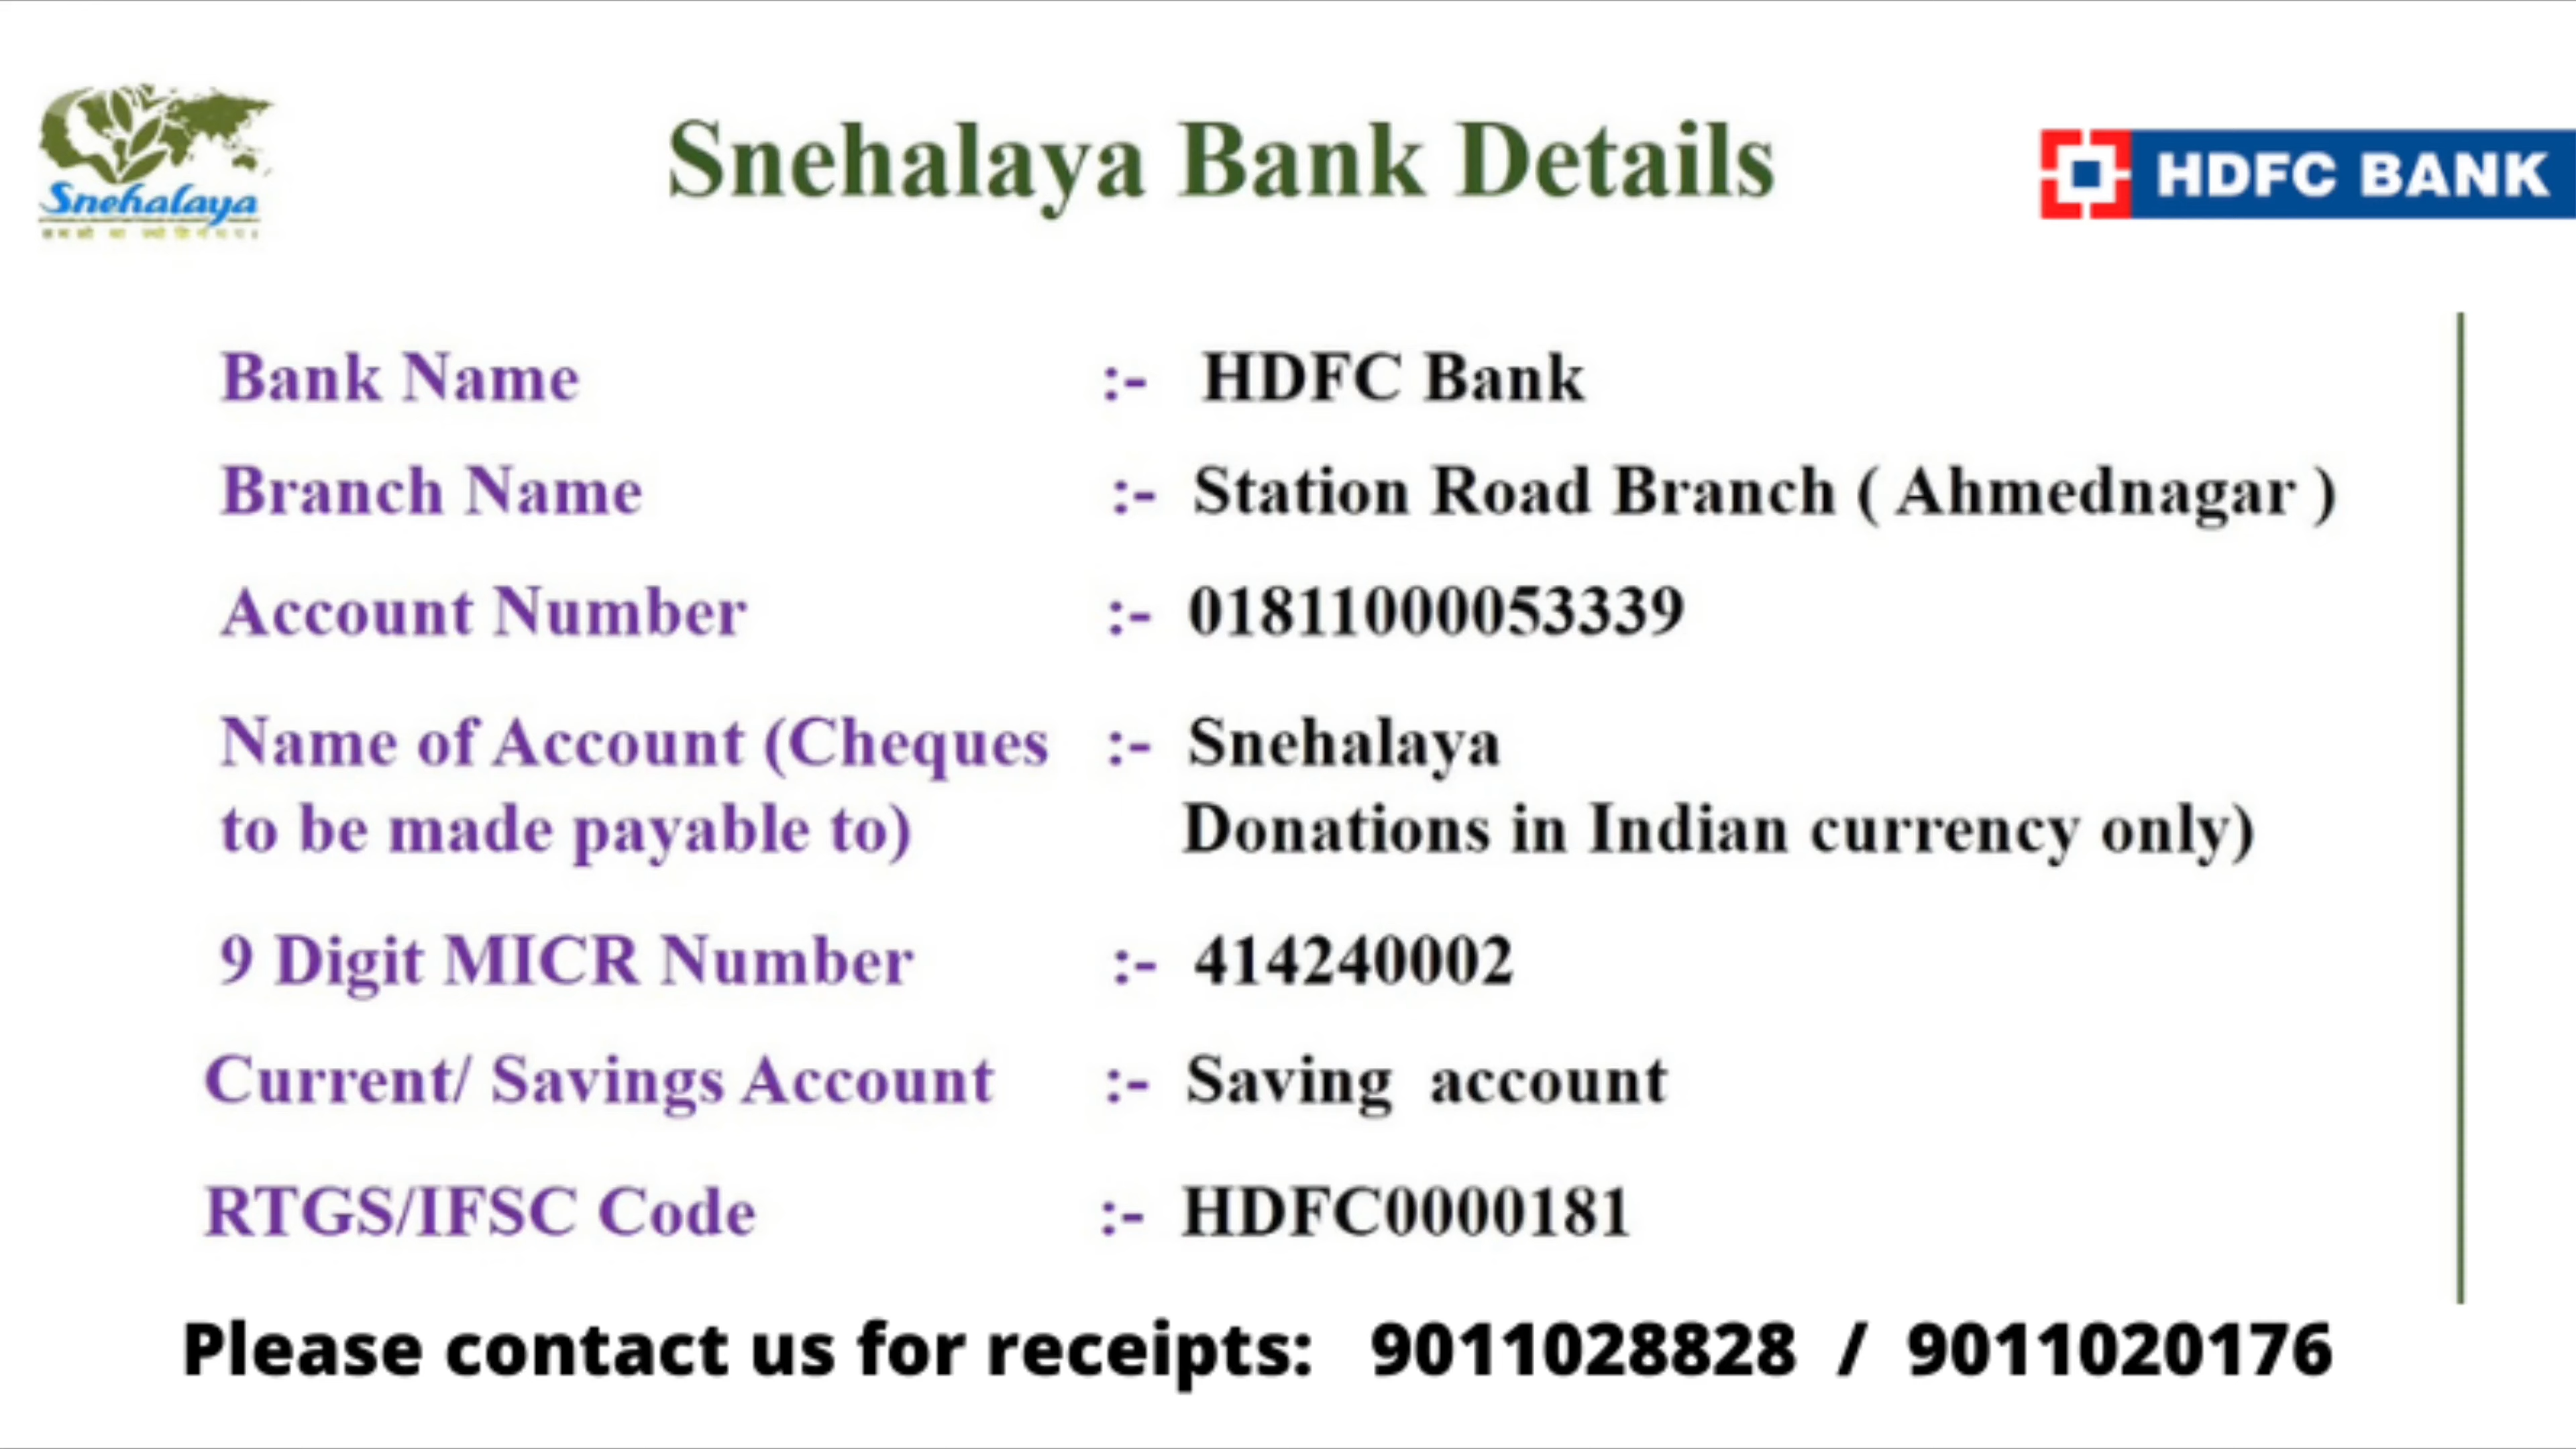 Snehalaya
Snehalaya Bank Details
HDFC BANK
Bank Name :- HDFC Bank
Branch Name :- Station Road Branch ( Ahmednagar )
Account Number :- 01811000053339
Name of Account (Cheques :- Snehalaya
to be made payable to) Donations in Indian currency only)
9 Digit MICR Number :- 414240002
Current/ Savings Account :- Saving account
RTGS/IFSC Code :- HDFC0000181
Please contact us for receipts: 9011028828 / 9011020176